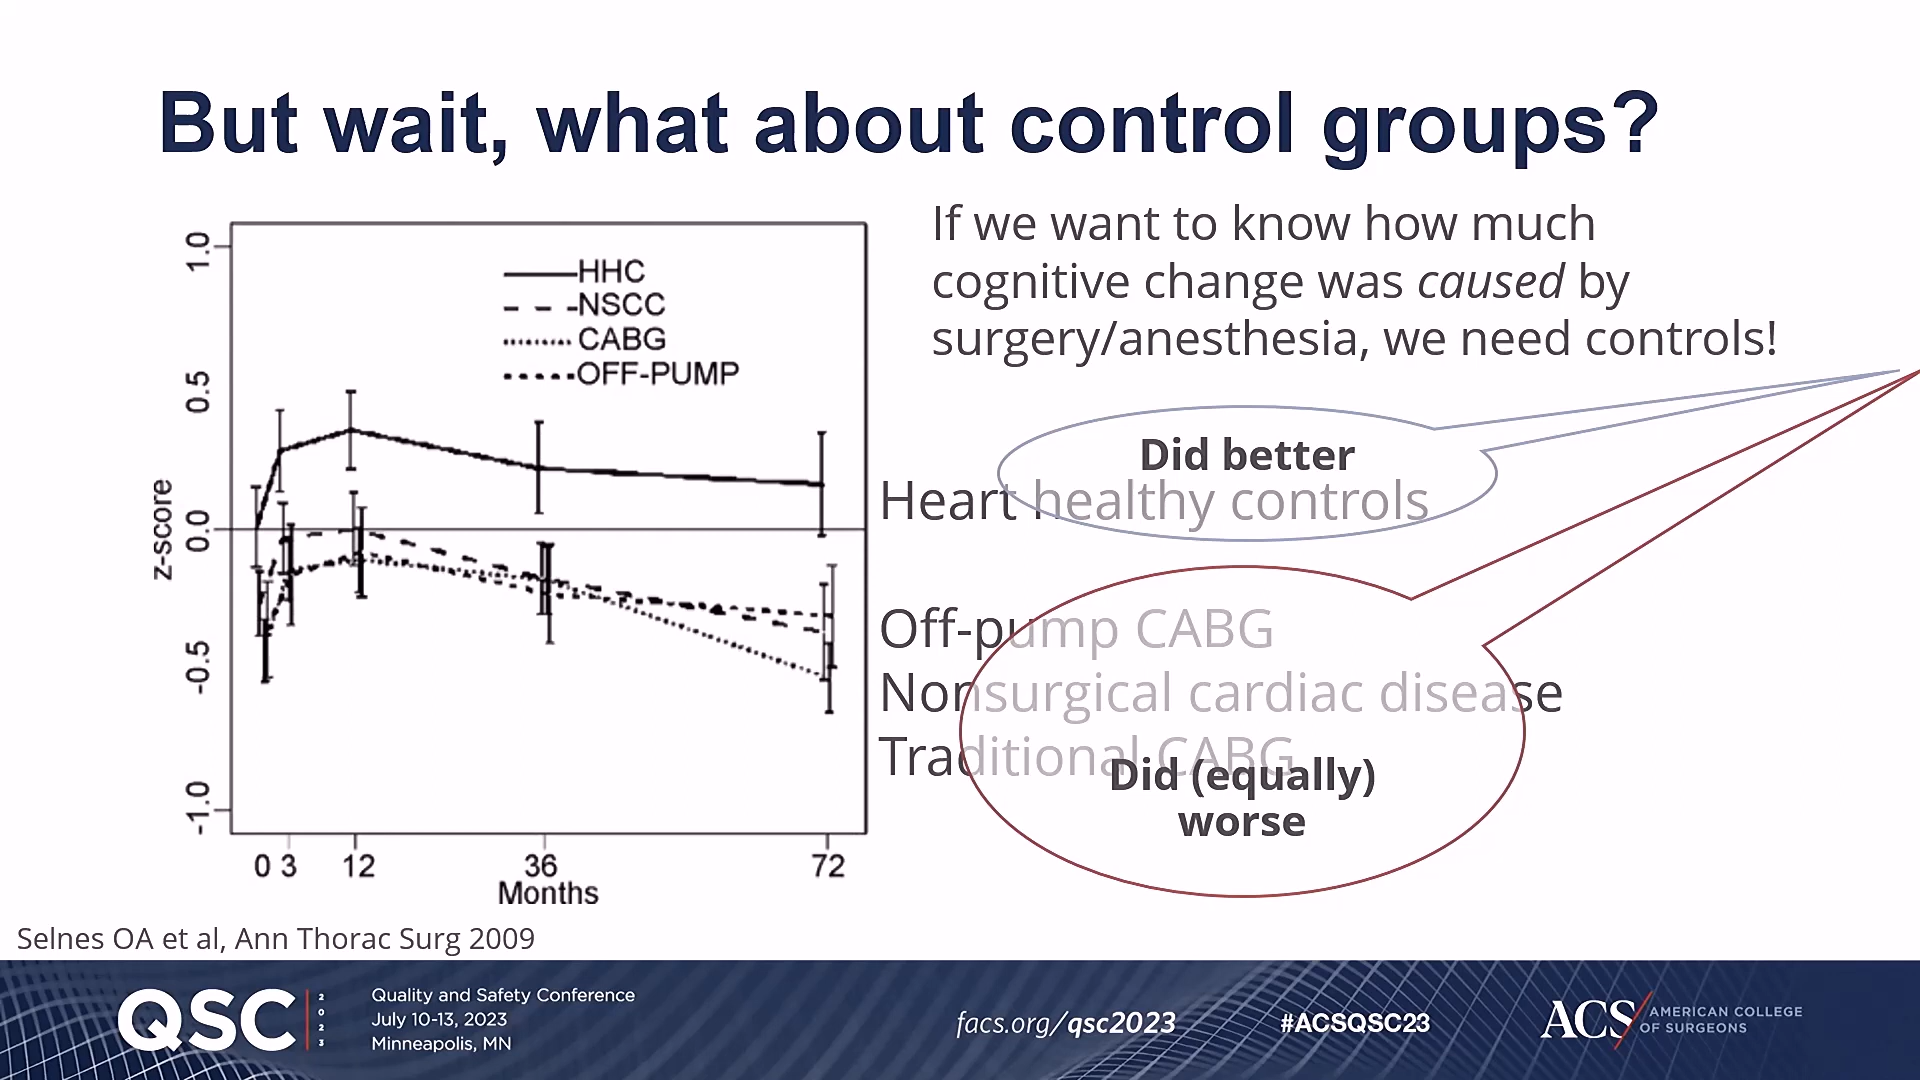 But wait, what about control groups?
If we want to know how much
cognitive change was caused by
surgery/anesthesia, we need controls!
1.0
0.5
0.0
-0.5
-1.0
z-score
HHC
NSCC
CABG
OFF-PUMP
0 3 12 36 72
Months
Did better
Heart healthy controls
Off-pump CABG
Nonsurgical cardiac disease
Traditional CABG
Did (equally)
worse
Selnes OA et al, Ann Thorac Surg 2009
QSC 2023
Quality and Safety Conference
July 10-13, 2023
Minneapolis, MN
facs.org/qsc2023
#ACSQSC23
ACS
AMERICAN COLLEGE
OF SURGEONS